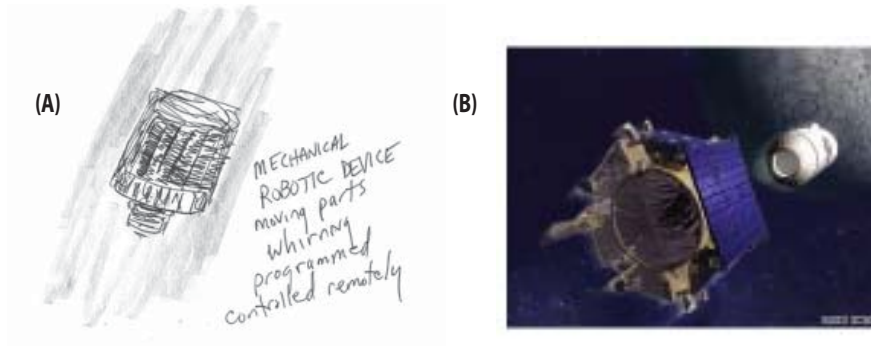 (A)
MECHANICAL
ROBOTIC DEVICE
moving parts
whirring
programmed
controlled remotely
(B)